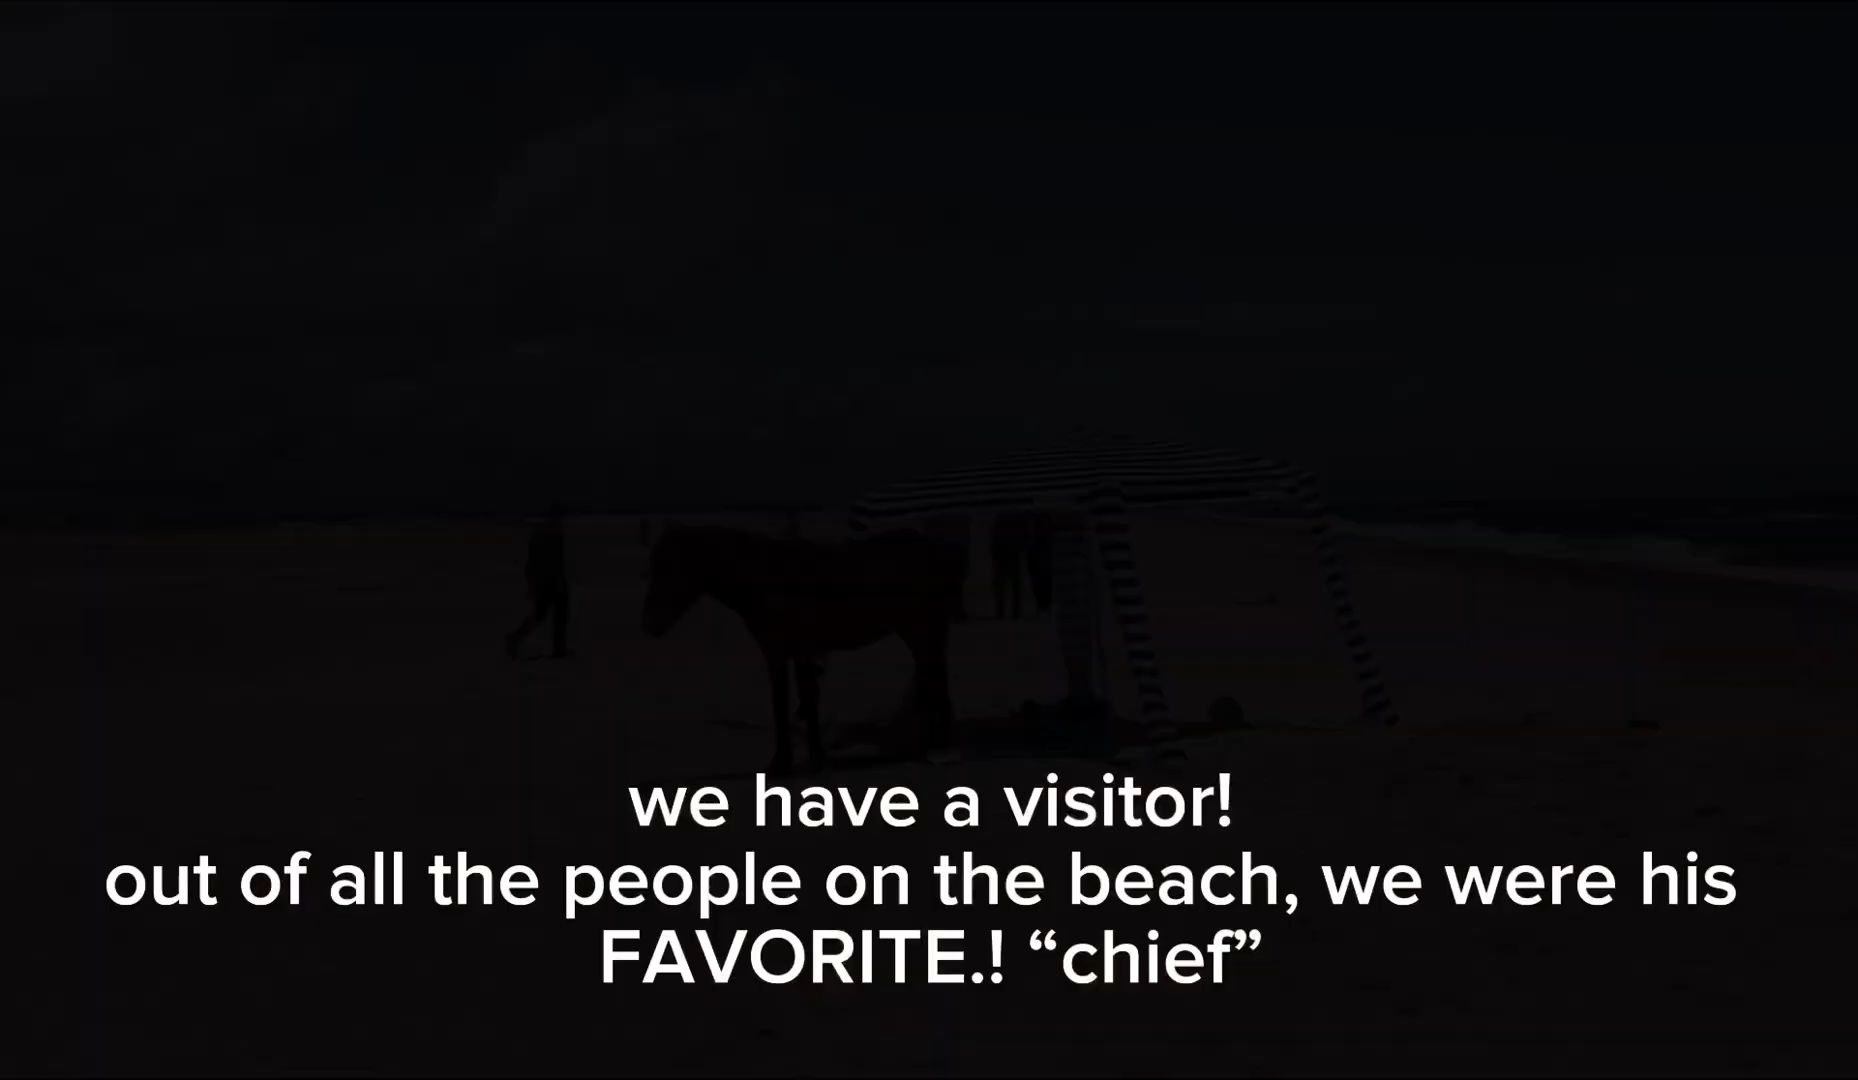 we have a visitor!
out of all the people on the beach, we were his
FAVORITE.! “chief”